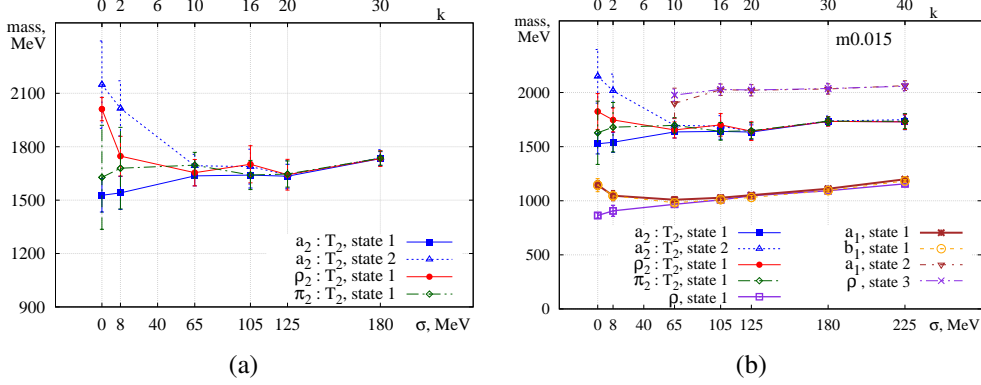 0 2 6 10 16 20 30 k
mass, MeV
2100
1800
1500
1200
900
a₂ : T₂, state 1
a₂ : T₂, state 2
ρ₂ : T₂, state 1
π₂ : T₂, state 1
0 8 40 65 105 125 180 σ, MeV
(a)
0 2 6 10 16 20 30 40 k
mass, MeV
m0.015
2500
2000
1500
1000
500
0
a₂ : T₂, state 1
a₂ : T₂, state 2
ρ₂ : T₂, state 1
π₂ : T₂, state 1
ρ, state 1
a₁, state 1
b₁, state 1
a₁, state 2
ρ , state 3
0 8 40 65 105 125 180 225 σ, MeV
(b)